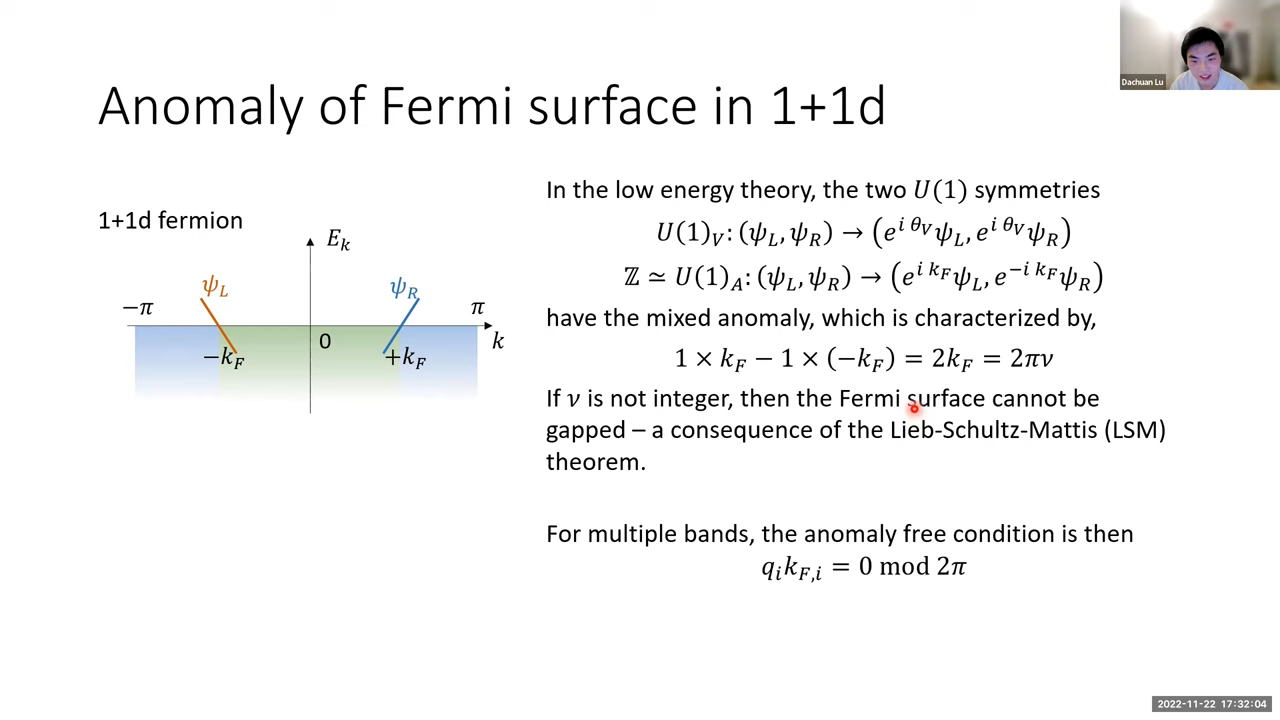 Dachuan Lu
Anomaly of Fermi surface in 1+1d
1+1d fermion
E_k
ψ_L
ψ_R
−π
π
0
k
−k_F
+k_F
In the low energy theory, the two U(1) symmetries
U(1)_V: (ψ_L, ψ_R) → (e^{i θ_V}ψ_L, e^{i θ_V}ψ_R)
ℤ ≃ U(1)_A: (ψ_L, ψ_R) → (e^{i k_F}ψ_L, e^{−i k_F}ψ_R)
have the mixed anomaly, which is characterized by,
1 × k_F − 1 × (−k_F) = 2k_F = 2πν
If ν is not integer, then the Fermi surface cannot be
gapped – a consequence of the Lieb-Schultz-Mattis (LSM)
theorem.
For multiple bands, the anomaly free condition is then
q_i k_{F,i} = 0 mod 2π
2022-11-22 17:32:04